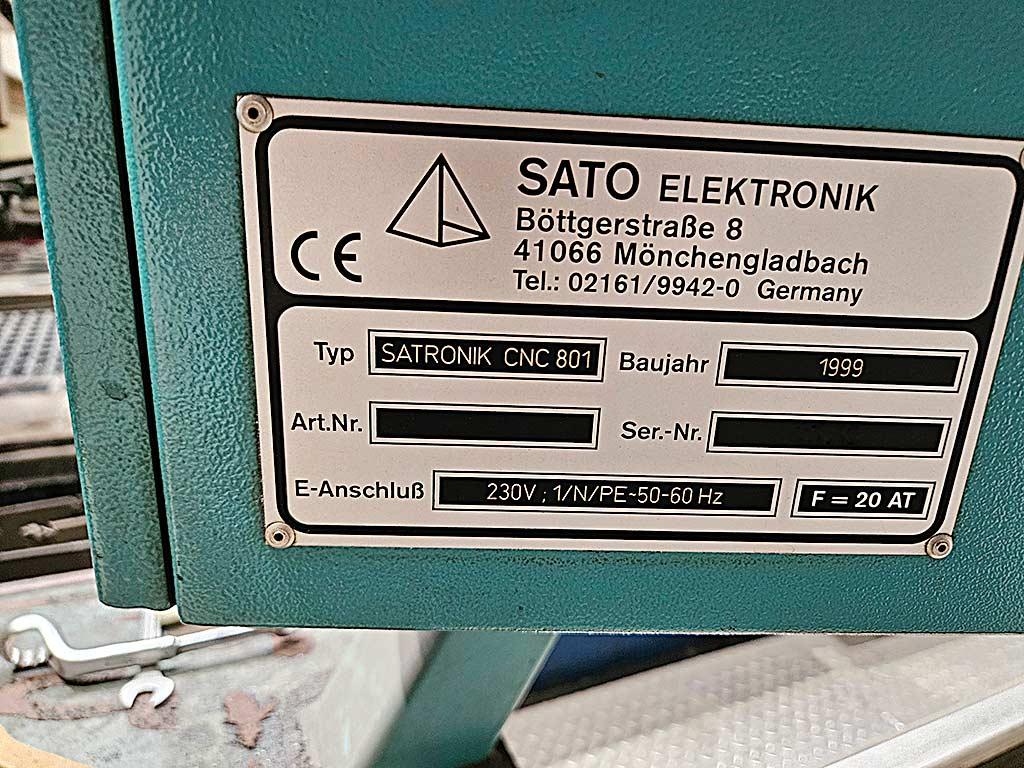 SATO ELEKTRONIK
Böttgerstraße 8
41066 Mönchengladbach
Tel.: 02161/9942-0 Germany
CE
Typ SATRONIK CNC 801 Baujahr 1999
Art.Nr. Ser.-Nr.
E-Anschluß 230V ; 1/N/PE~50-60 Hz F = 20 AT